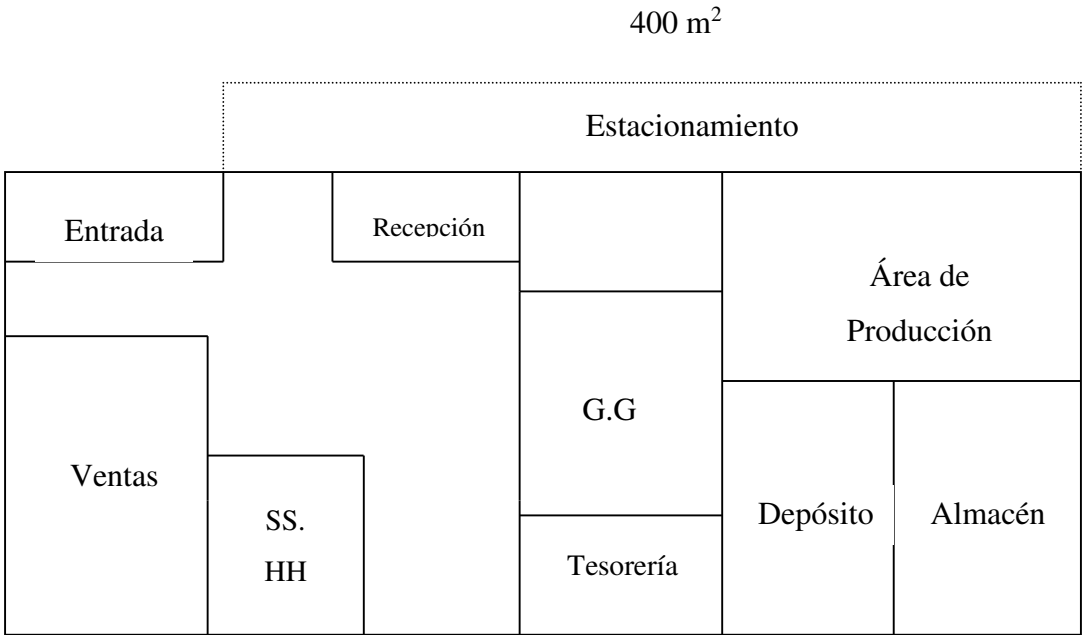 400 m²
Estacionamiento
Entrada
Recepción
Área de
Producción
G.G
Ventas
SS.
HH
Depósito
Almacén
Tesorería